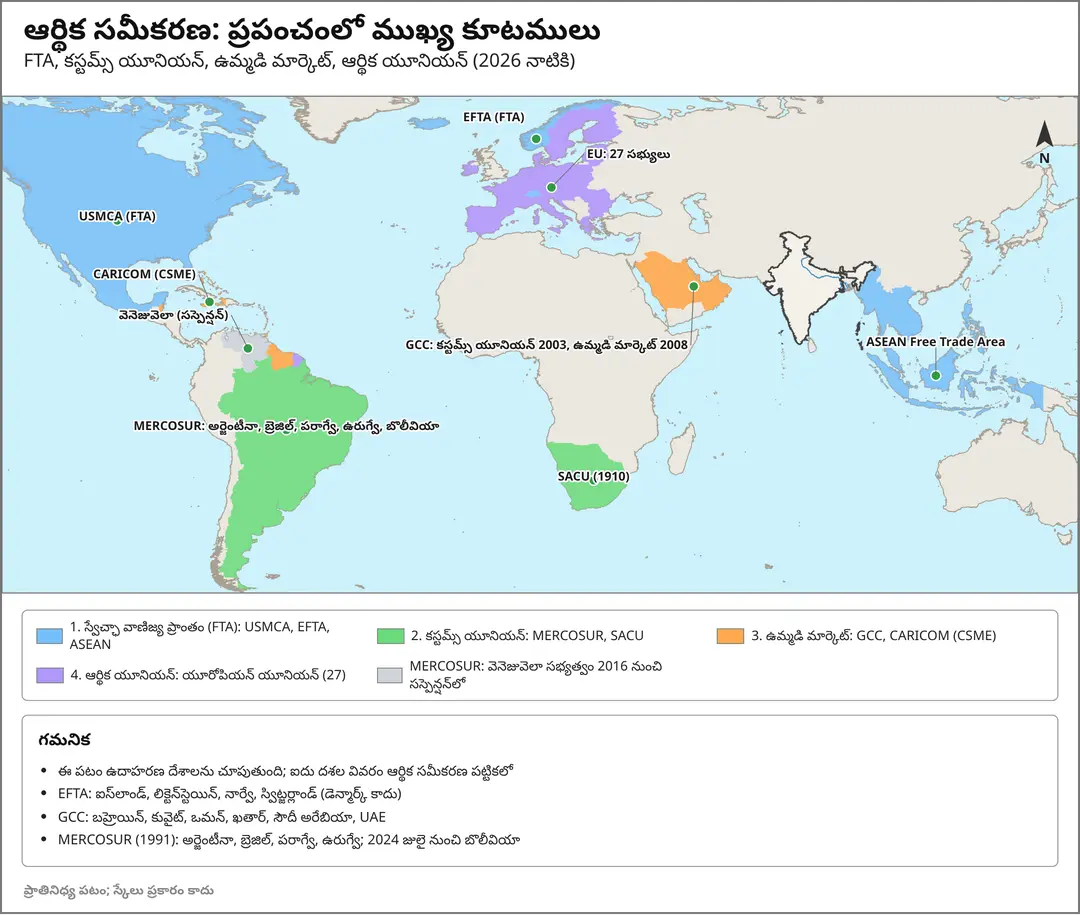 ఆర్థిక సమీకరణ: ప్రపంచంలో ముఖ్య కూటములు
FTA, కస్టమ్స్ యూనియన్, ఉమ్మడి మార్కెట్, ఆర్థిక యూనియన్ (2026 నాటికి)
EFTA (FTA)
EU: 27 సభ్యులు
N
USMCA (FTA)
CARICOM (CSME)
వెనెజువెలా (సస్పెన్షన్)
GCC: కస్టమ్స్ యూనియన్ 2003, ఉమ్మడి మార్కెట్ 2008
ASEAN Free Trade Area
MERCOSUR: అర్జెంటీనా, బ్రెజిల్, పరాగ్వే, ఉరుగ్వే, బొలీవియా
SACU (1910)
1. స్వేచ్ఛా వాణిజ్య ప్రాంతం (FTA): USMCA, EFTA,
ASEAN
2. కస్టమ్స్ యూనియన్: MERCOSUR, SACU
3. ఉమ్మడి మార్కెట్: GCC, CARICOM (CSME)
4. ఆర్థిక యూనియన్: యూరోపియన్ యూనియన్ (27)
MERCOSUR: వెనెజువెలా సభ్యత్వం 2016 నుంచి
సస్పెన్షన్‌లో
గమనిక
• ఈ పటం ఉదాహరణ దేశాలను చూపుతుంది; ఐదు దశల వివరం ఆర్థిక సమీకరణ పట్టికలో
• EFTA: ఐస్‌లాండ్, లిక్టెన్‌స్టెయిన్, నార్వే, స్విట్జర్లాండ్ (డెన్మార్క్ కాదు)
• GCC: బహ్రెయిన్, కువైట్, ఒమన్, ఖతార్, సౌదీ అరేబియా, UAE
• MERCOSUR (1991): అర్జెంటీనా, బ్రెజిల్, పరాగ్వే, ఉరుగ్వే; 2024 జులై నుంచి బొలీవియా
ప్రాతినిధ్య పటం; స్కేలు ప్రకారం కాదు